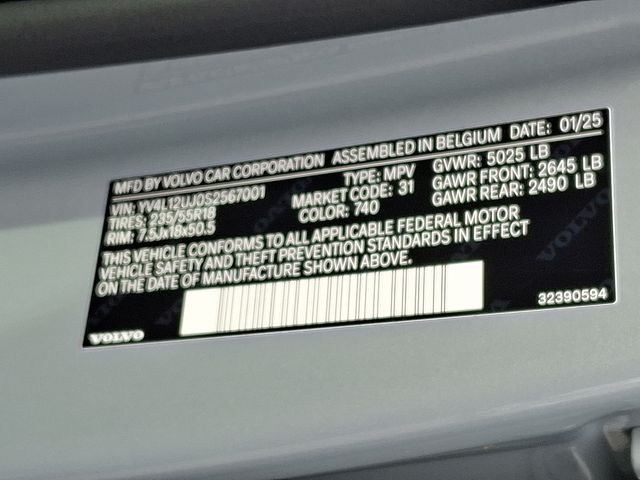 MFD BY VOLVO CAR CORPORATION ASSEMBLED IN BELGIUM DATE: 01/25
VIN: YV4L12UJ0S2567001 TYPE: MPV GVWR: 5025 LB
TIRES: 235/55R18 MARKET CODE: 31 GAWR FRONT: 2645 LB
RIM: 7.5Jx18x50.5 COLOR: 740 GAWR REAR: 2490 LB
THIS VEHICLE CONFORMS TO ALL APPLICABLE FEDERAL MOTOR
VEHICLE SAFETY AND THEFT PREVENTION STANDARDS IN EFFECT
ON THE DATE OF MANUFACTURE SHOWN ABOVE.
VOLVO 32390594